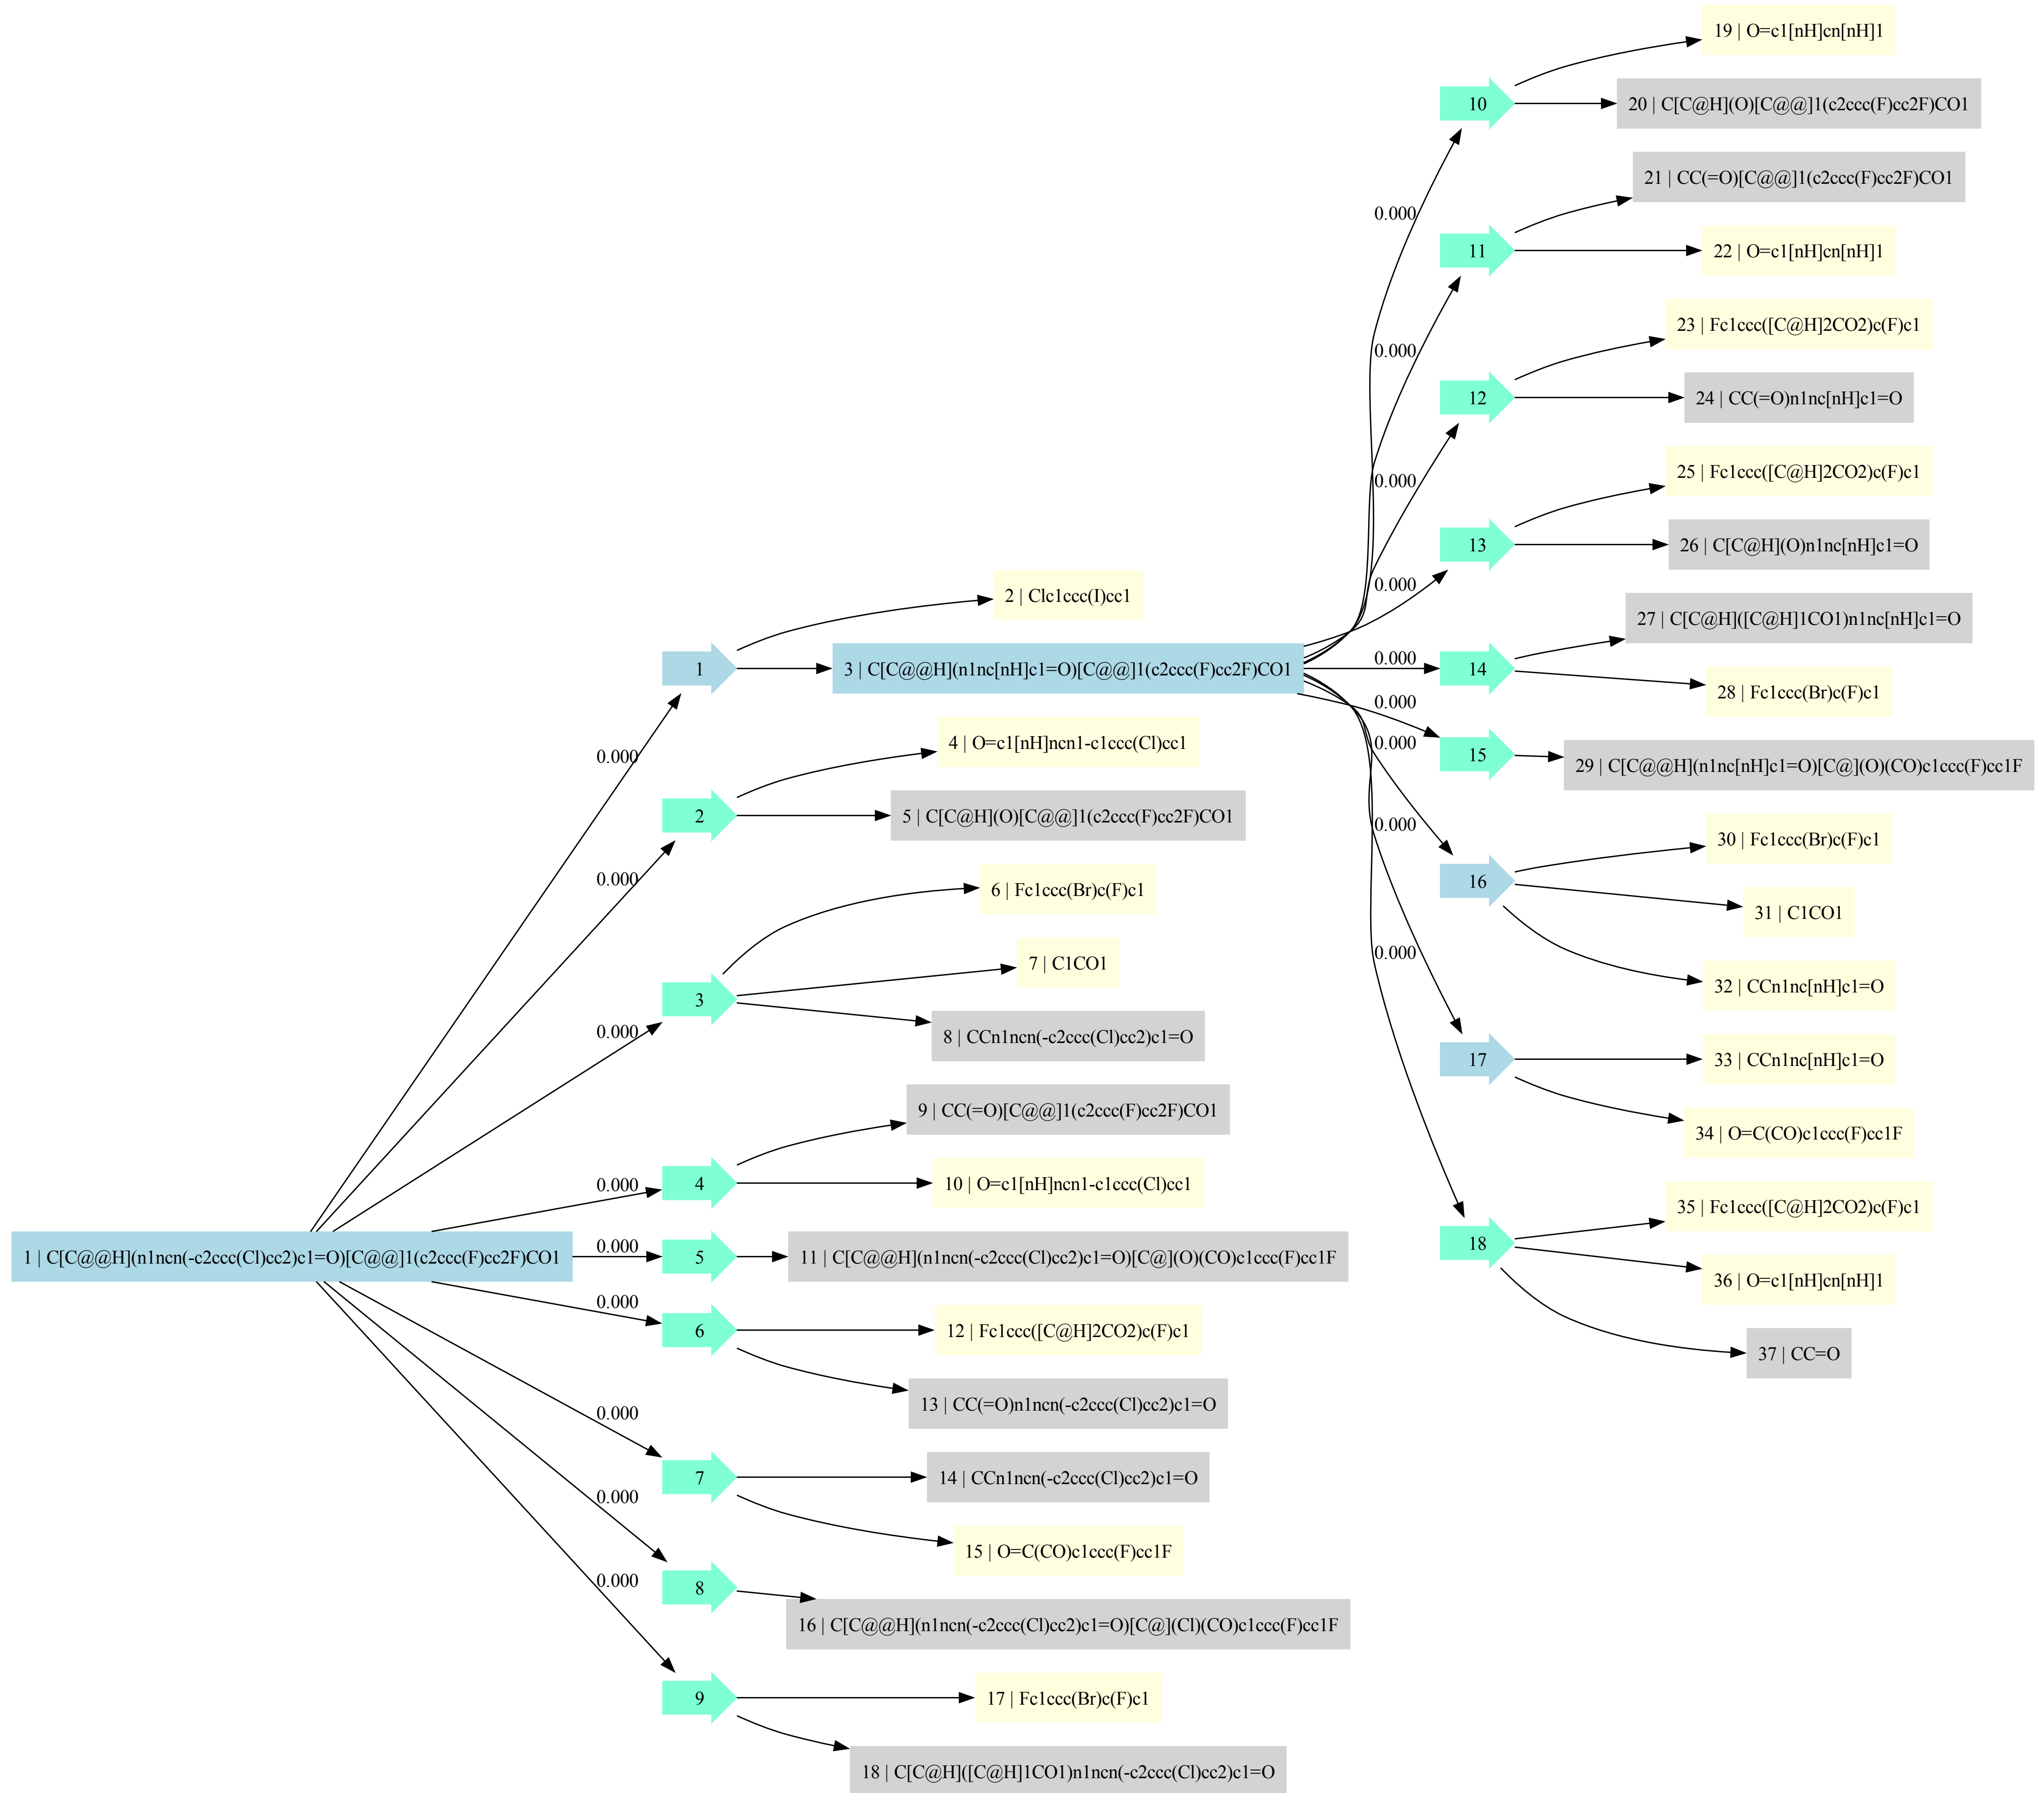 1 | C[C@@H](n1ncn(-c2ccc(Cl)cc2)c1=O)[C@@]1(c2ccc(F)cc2F)CO1
0.000
0.000
0.000
0.000
0.000
0.000
0.000
0.000
0.000
1
2
3
4
5
6
7
8
9
2 | Clc1ccc(I)cc1
3 | C[C@@H](n1nc[nH]c1=O)[C@@]1(c2ccc(F)cc2F)CO1
4 | O=c1[nH]ncn1-c1ccc(Cl)cc1
5 | C[C@H](O)[C@@]1(c2ccc(F)cc2F)CO1
6 | Fc1ccc(Br)c(F)c1
7 | C1CO1
8 | CCn1ncn(-c2ccc(Cl)cc2)c1=O
9 | CC(=O)[C@@]1(c2ccc(F)cc2F)CO1
10 | O=c1[nH]ncn1-c1ccc(Cl)cc1
11 | C[C@@H](n1ncn(-c2ccc(Cl)cc2)c1=O)[C@](O)(CO)c1ccc(F)cc1F
12 | Fc1ccc([C@H]2CO2)c(F)c1
13 | CC(=O)n1ncn(-c2ccc(Cl)cc2)c1=O
14 | CCn1ncn(-c2ccc(Cl)cc2)c1=O
15 | O=C(CO)c1ccc(F)cc1F
16 | C[C@@H](n1ncn(-c2ccc(Cl)cc2)c1=O)[C@](Cl)(CO)c1ccc(F)cc1F
17 | Fc1ccc(Br)c(F)c1
18 | C[C@H]([C@H]1CO1)n1ncn(-c2ccc(Cl)cc2)c1=O
0.000
0.000
0.000
0.000
0.000
0.000
0.000
0.000
0.000
10
11
12
13
14
15
16
17
18
19 | O=c1[nH]cn[nH]1
20 | C[C@H](O)[C@@]1(c2ccc(F)cc2F)CO1
21 | CC(=O)[C@@]1(c2ccc(F)cc2F)CO1
22 | O=c1[nH]cn[nH]1
23 | Fc1ccc([C@H]2CO2)c(F)c1
24 | CC(=O)n1nc[nH]c1=O
25 | Fc1ccc([C@H]2CO2)c(F)c1
26 | C[C@H](O)n1nc[nH]c1=O
27 | C[C@H]([C@H]1CO1)n1nc[nH]c1=O
28 | Fc1ccc(Br)c(F)c1
29 | C[C@@H](n1nc[nH]c1=O)[C@](O)(CO)c1ccc(F)cc1F
30 | Fc1ccc(Br)c(F)c1
31 | C1CO1
32 | CCn1nc[nH]c1=O
33 | CCn1nc[nH]c1=O
34 | O=C(CO)c1ccc(F)cc1F
35 | Fc1ccc([C@H]2CO2)c(F)c1
36 | O=c1[nH]cn[nH]1
37 | CC=O